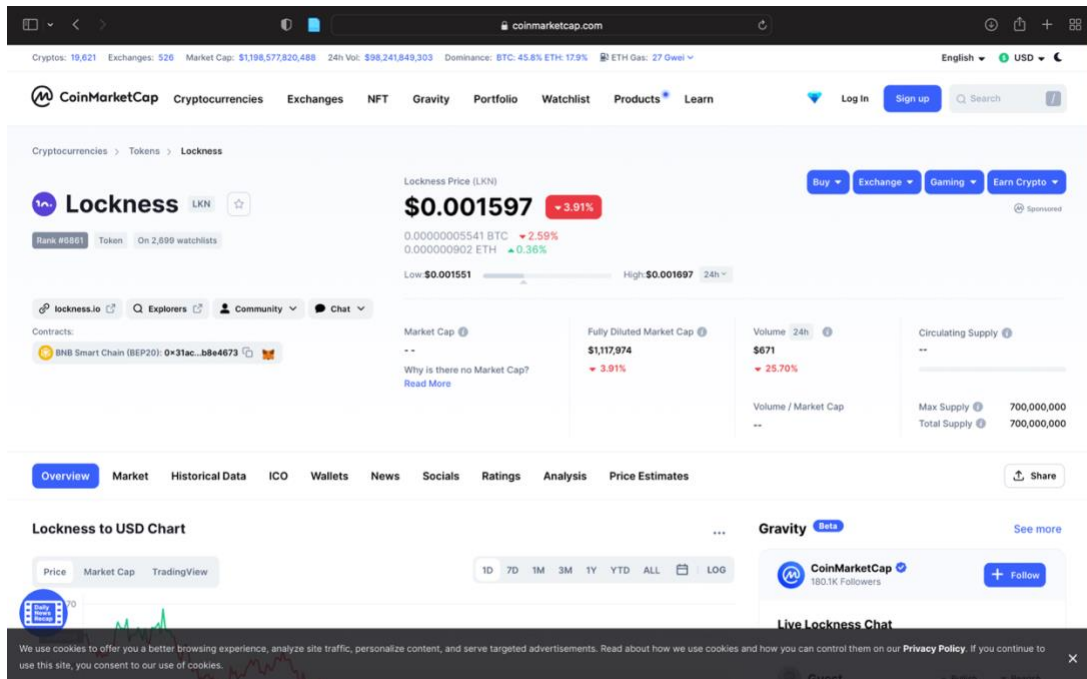 coinmarketcap.com
Cryptos: 19,621 Exchanges: 526 Market Cap: $1,198,577,820,488 24h Vol: $98,241,849,303 Dominance: BTC: 45.8% ETH: 17.9% ETH Gas: 27 Gwei English USD
CoinMarketCap Cryptocurrencies Exchanges NFT Gravity Portfolio Watchlist Products Learn Log In Sign up Search /
Cryptocurrencies > Tokens > Lockness
Lockness Price (LKN)
Buy Exchange Gaming Earn Crypto
Lockness LKN
$0.001597 3.91%
Sponsored
Rank #6861 Token On 2,699 watchlists
0.00000005541 BTC 2.59%
0.000000902 ETH 0.36%
Low: $0.001551 High: $0.001697 24h
lockness.io Explorers Community Chat
Contracts:
BNB Smart Chain (BEP20): 0x31ac...b8e4673
Market Cap
--
Why is there no Market Cap?
Read More
Fully Diluted Market Cap
$1,117,974
3.91%
Volume 24h
$671
25.70%
Volume / Market Cap
--
Circulating Supply
--
Max Supply 700,000,000
Total Supply 700,000,000
Overview Market Historical Data ICO Wallets News Socials Ratings Analysis Price Estimates Share
Lockness to USD Chart
Price Market Cap TradingView
1D 7D 1M 3M 1Y YTD ALL LOG
Gravity Beta See more
CoinMarketCap
180.1K Followers
+ Follow
Live Lockness Chat
Daily
News
Recap
We use cookies to offer you a better browsing experience, analyze site traffic, personalize content, and serve targeted advertisements. Read about how we use cookies and how you can control them on our Privacy Policy. If you continue to
use this site, you consent to our use of cookies.